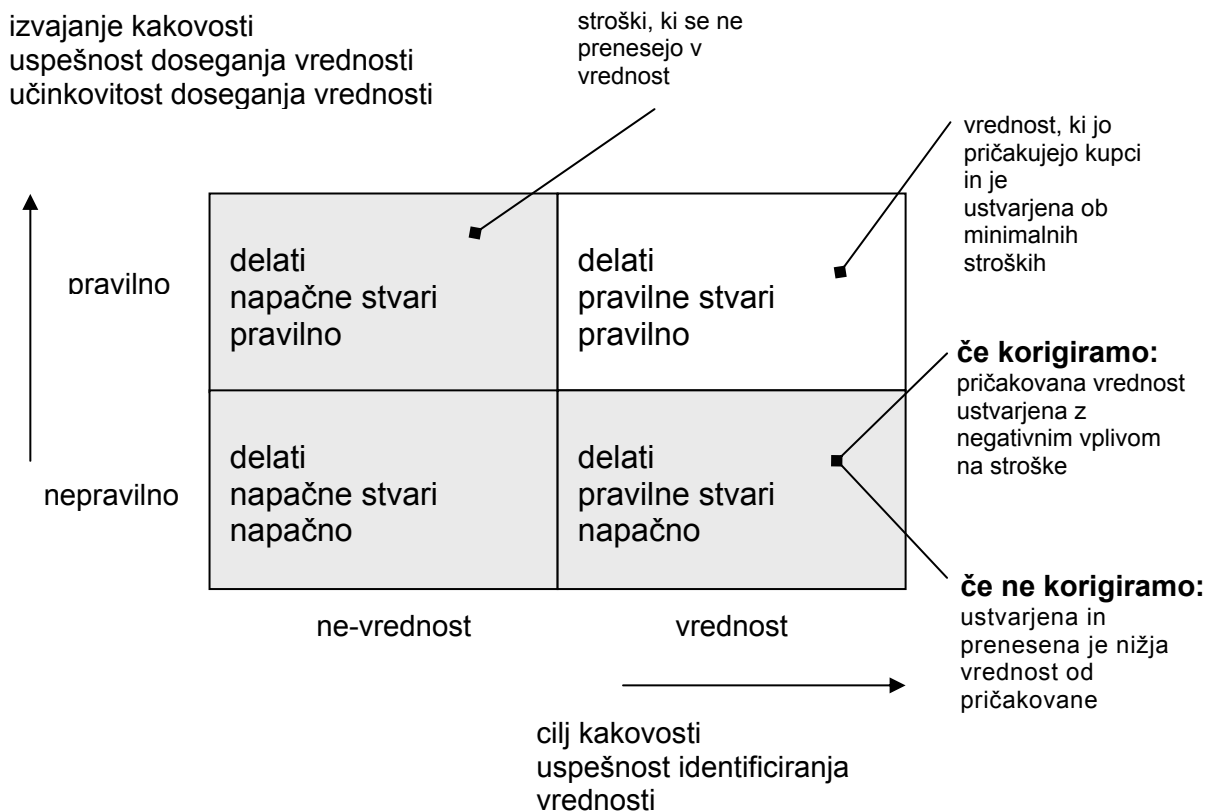 izvajanje kakovosti
uspešnost doseganja vrednosti
učinkovitost doseganja vrednosti
stroški, ki se ne
prenesejo v
vrednost
vrednost, ki jo
pričakujejo kupci
in je
ustvarjena ob
minimalnih
stroških
pravilno
delati
napačne stvari
pravilno
delati
pravilne stvari
pravilno
če korigiramo:
pričakovana vrednost
ustvarjena z
negativnim vplivom
na stroške
nepravilno
delati
napačne stvari
napačno
delati
pravilne stvari
napačno
če ne korigiramo:
ustvarjena in
prenesena je nižja
vrednost od
pričakovane
ne-vrednost
vrednost
cilj kakovosti
uspešnost identificiranja
vrednosti